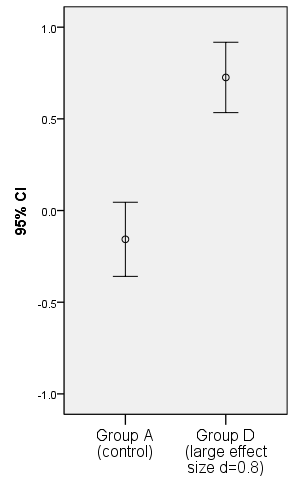 1.0
0.5
0.0
-0.5
-1.0
95% CI
Group A
(control)
Group D
(large effect
size d=0.8)